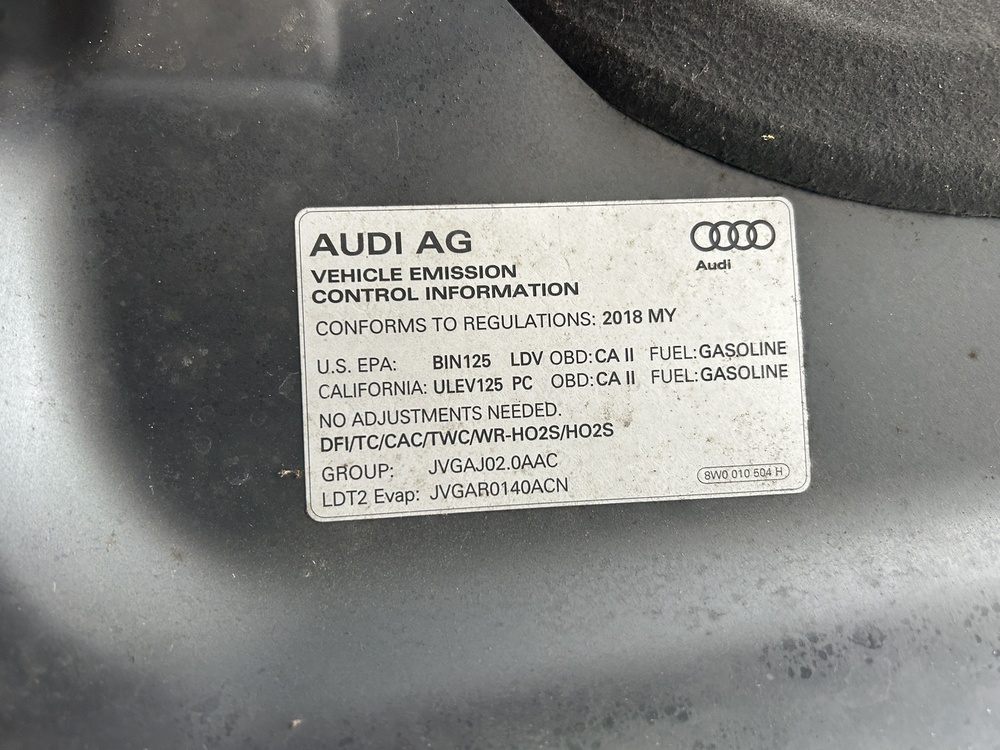 AUDI AG
Audi
VEHICLE EMISSION
CONTROL INFORMATION
CONFORMS TO REGULATIONS: 2018 MY
U.S. EPA: BIN125 LDV OBD: CA II FUEL: GASOLINE
CALIFORNIA: ULEV125 PC OBD: CA II FUEL: GASOLINE
NO ADJUSTMENTS NEEDED.
DFI/TC/CAC/TWC/WR-HO2S/HO2S
GROUP: JVGAJ02.0AAC
LDT2 Evap: JVGAR0140ACN
8W0 010 504 H